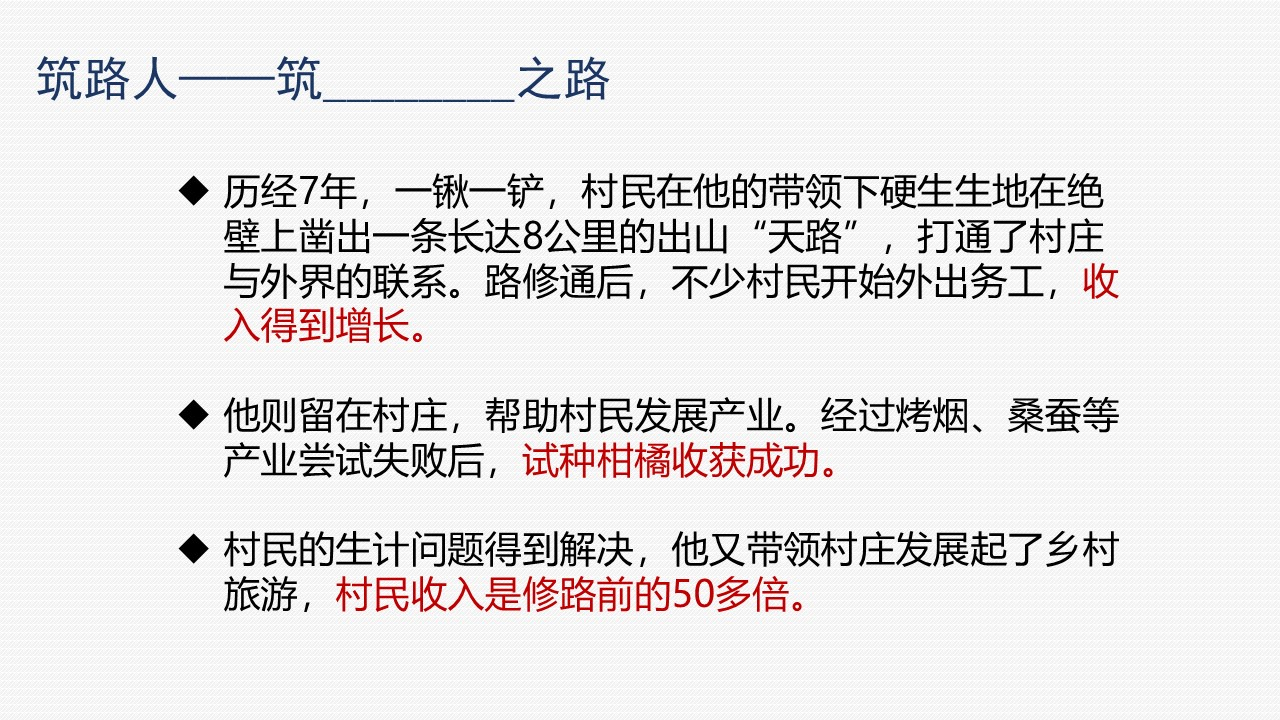 筑路人——筑________之路
◆ 历经7年，一锹一铲，村民在他的带领下硬生生地在绝
壁上凿出一条长达8公里的出山“天路”，打通了村庄
与外界的联系。路修通后，不少村民开始外出务工，收
入得到增长。
◆ 他则留在村庄，帮助村民发展产业。经过烤烟、桑蚕等
产业尝试失败后，试种柑橘收获成功。
◆ 村民的生计问题得到解决，他又带领村庄发展起了乡村
旅游，村民收入是修路前的50多倍。